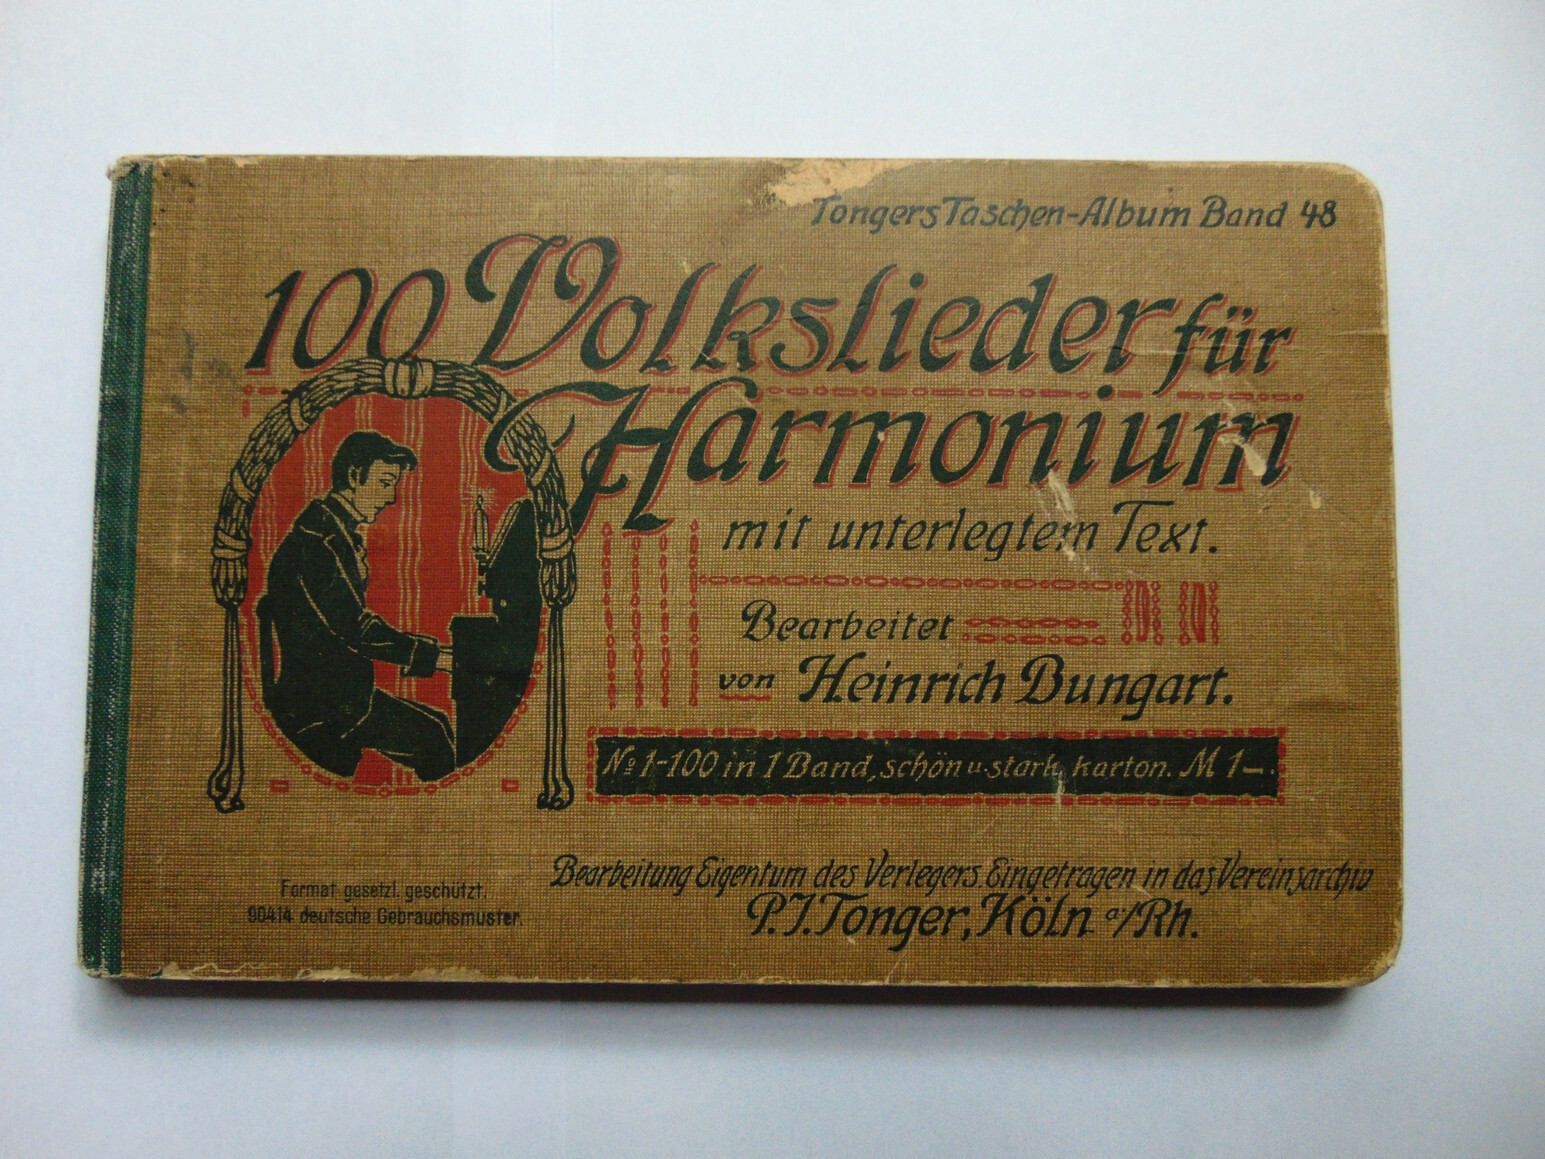 Tongers Taschen-Album Band 48
100 Volkslieder für
Harmonium
mit unterlegtem Text.
Bearbeitet
von Heinrich Bungart.
No 1-100 in 1 Band, schön u. stark karton. M 1—.
Bearbeitung Eigentum des Verlegers. Eingetragen in das Vereinsarchiv
P. J. Tonger, Köln a/Rh.
Format gesetzl. geschützt.
90414 deutsche Gebrauchsmuster.